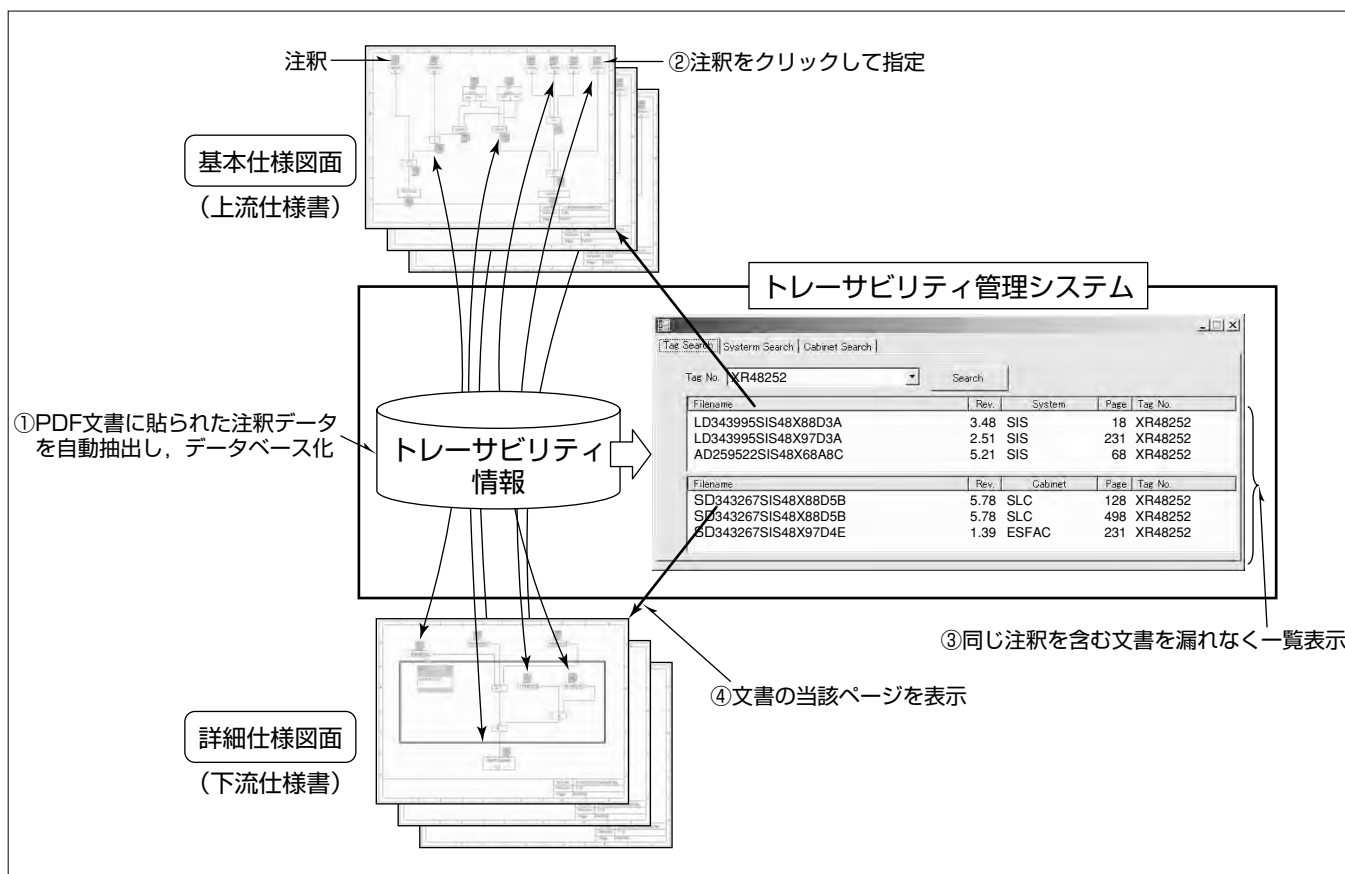 注釈
②注釈をクリックして指定
基本仕様図面
（上流仕様書）
トレーサビリティ管理システム
Tag Search
Systerm Search
Cabinet Search
Tag No.
XR48252
Search
Filename Rev. System Page Tag No.
LD343995SIS48X88D3A 3.48 SIS 18 XR48252
LD343995SIS48X97D3A 2.51 SIS 231 XR48252
AD259522SIS48X68A8C 5.21 SIS 68 XR48252
Filename Rev. Cabinet Page Tag No.
SD343267SIS48X88D5B 5.78 SLC 128 XR48252
SD343267SIS48X88D5B 5.78 SLC 498 XR48252
SD343267SIS48X97D4E 1.39 ESFAC 231 XR48252
①PDF文書に貼られた注釈データ
を自動抽出し，データベース化
トレーサビリティ
情報
③同じ注釈を含む文書を漏れなく一覧表示
④文書の当該ページを表示
詳細仕様図面
（下流仕様書）